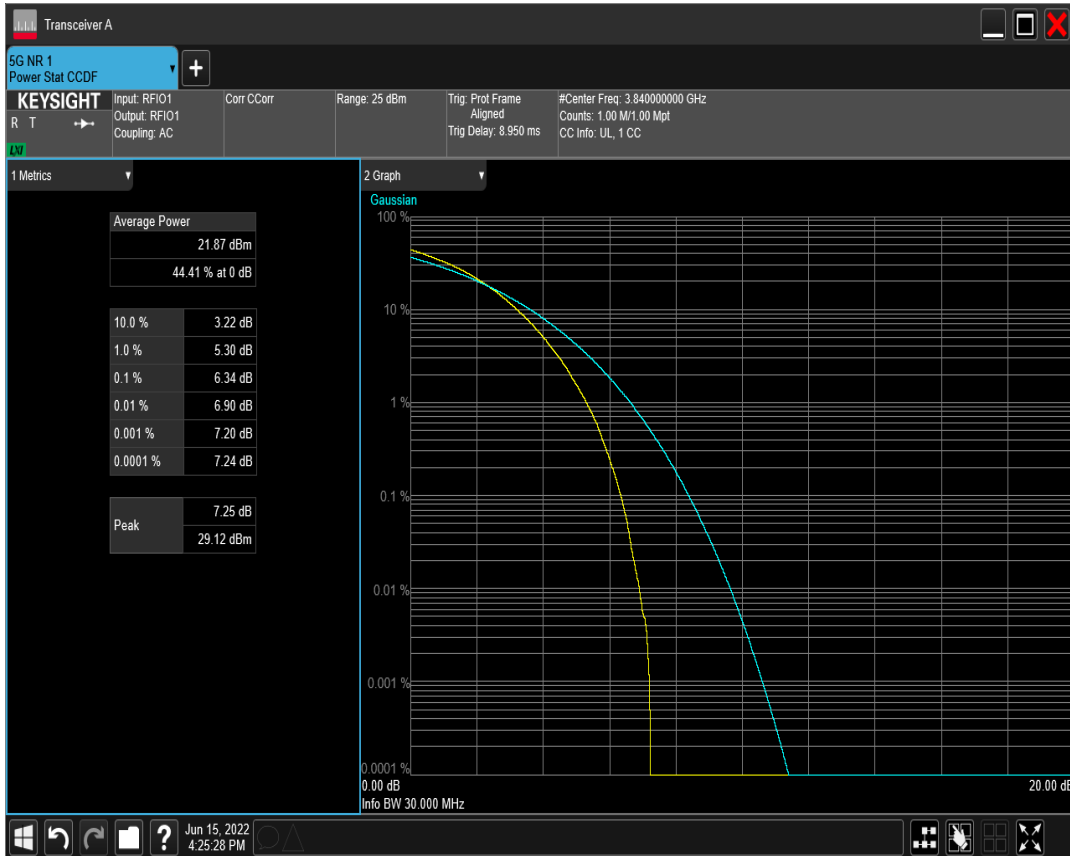 Transceiver A
5G NR 1
Power Stat CCDF
+
KEYSIGHT
R T
LXI
Input: RFIO1
Output: RFIO1
Coupling: AC
Corr CCorr
Range: 25 dBm
Trig: Prot Frame
Aligned
Trig Delay: 8.950 ms
#Center Freq: 3.840000000 GHz
Counts: 1.00 M/1.00 Mpt
CC Info: UL, 1 CC
1 Metrics
Average Power
21.87 dBm
44.41 % at 0 dB
10.0 % 3.22 dB
1.0 % 5.30 dB
0.1 % 6.34 dB
0.01 % 6.90 dB
0.001 % 7.20 dB
0.0001 % 7.24 dB
Peak 7.25 dB
29.12 dBm
2 Graph
Gaussian
100 %
10 %
1 %
0.1 %
0.01 %
0.001 %
0.0001 %
0.00 dB 20.00 dB
Info BW 30.000 MHz
?
Jun 15, 2022
4:25:28 PM